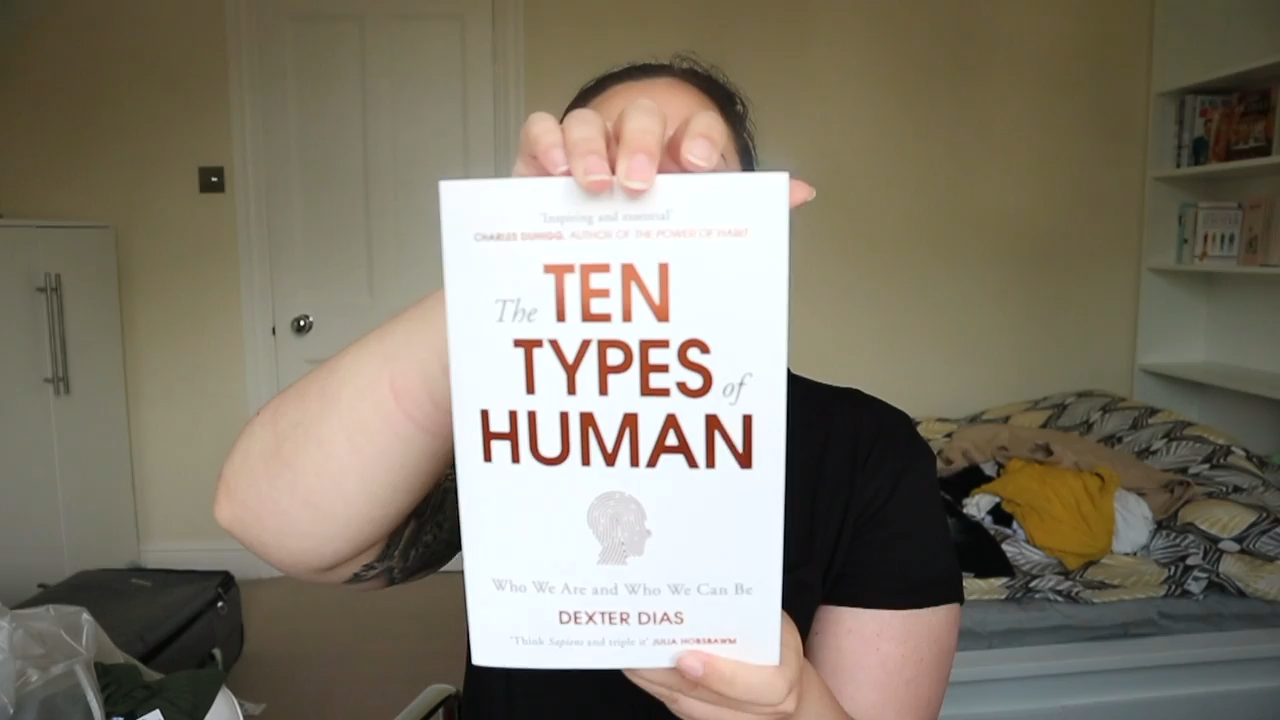 'Inspiring and essential'
CHARLES DUHIGG, AUTHOR OF THE POWER OF HABIT
The TEN
TYPES of
HUMAN
Who We Are and Who We Can Be
DEXTER DIAS
'Think Sapiens and triple it' JULIA HOBSBAWM